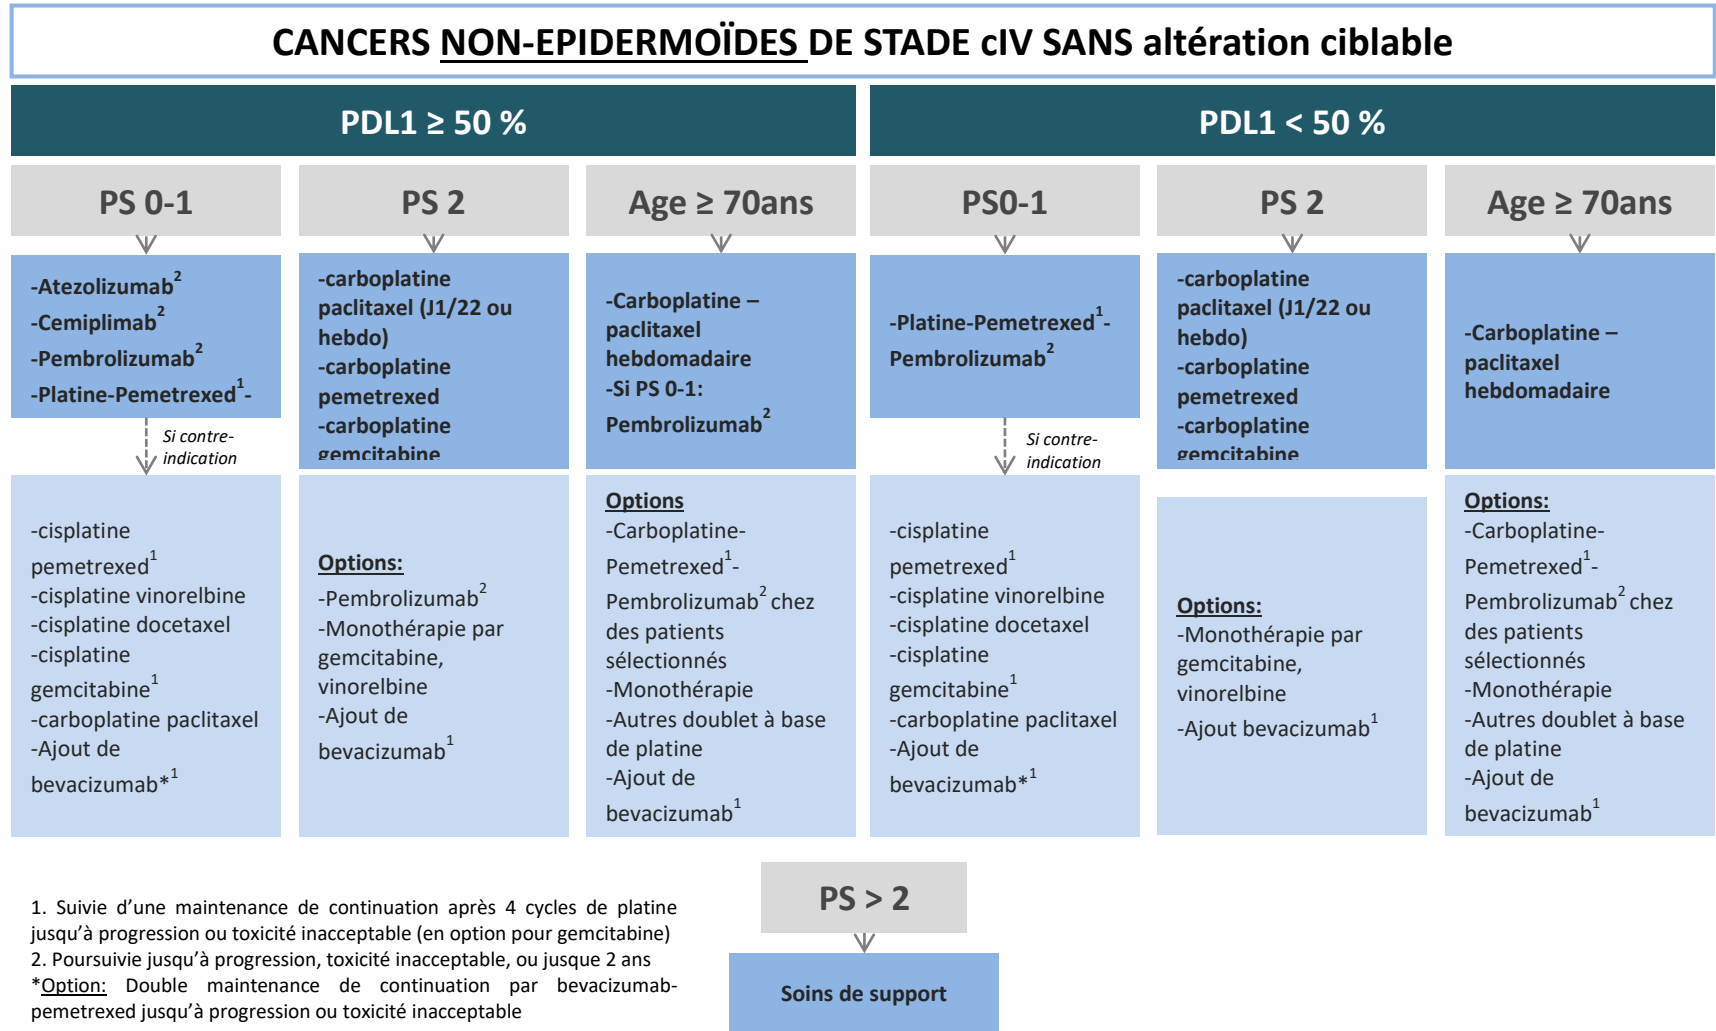 CANCERS NON-EPIDERMOÏDES DE STADE cIV SANS altération ciblable
PDL1 ≥ 50 %
PS 0-1
-Atezolizumab²
-Cemiplimab²
-Pembrolizumab²
-Platine-Pemetrexed¹-
Si contre-
indication
-cisplatine
pemetrexed¹
-cisplatine vinorelbine
-cisplatine docetaxel
-cisplatine
gemcitabine¹
-carboplatine paclitaxel
-Ajout de
bevacizumab*¹
PS 2
-carboplatine
paclitaxel (J1/22 ou
hebdo)
-carboplatine
pemetrexed
-carboplatine
gemcitabine
Options:
-Pembrolizumab²
-Monothérapie par
gemcitabine,
vinorelbine
-Ajout de
bevacizumab¹
Age ≥ 70ans
-Carboplatine –
paclitaxel
hebdomadaire
-Si PS 0-1:
Pembrolizumab²
Options
-Carboplatine-
Pemetrexed¹-
Pembrolizumab² chez
des patients
sélectionnés
-Monothérapie
-Autres doublet à base
de platine
-Ajout de
bevacizumab¹
PDL1 < 50 %
PS0-1
-Platine-Pemetrexed¹-
Pembrolizumab²
Si contre-
indication
-cisplatine
pemetrexed¹
-cisplatine vinorelbine
-cisplatine docetaxel
-cisplatine
gemcitabine¹
-carboplatine paclitaxel
-Ajout de
bevacizumab*¹
PS 2
-carboplatine
paclitaxel (J1/22 ou
hebdo)
-carboplatine
pemetrexed
-carboplatine
gemcitabine
Options:
-Monothérapie par
gemcitabine,
vinorelbine
-Ajout bevacizumab¹
Age ≥ 70ans
-Carboplatine –
paclitaxel
hebdomadaire
Options:
-Carboplatine-
Pemetrexed¹-
Pembrolizumab² chez
des patients
sélectionnés
-Monothérapie
-Autres doublet à base
de platine
-Ajout de
bevacizumab¹
1. Suivie d’une maintenance de continuation après 4 cycles de platine
jusqu’à progression ou toxicité inacceptable (en option pour gemcitabine)
2. Poursuivie jusqu’à progression, toxicité inacceptable, ou jusque 2 ans
*Option: Double maintenance de continuation par bevacizumab-
pemetrexed jusqu’à progression ou toxicité inacceptable
PS > 2
Soins de support